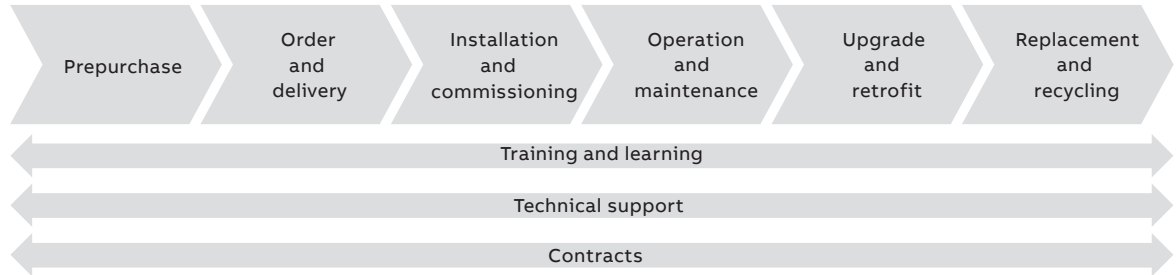 Prepurchase
Order
and
delivery
Installation
and
commissioning
Operation
and
maintenance
Upgrade
and
retrofit
Replacement
and
recycling
Training and learning
Technical support
Contracts